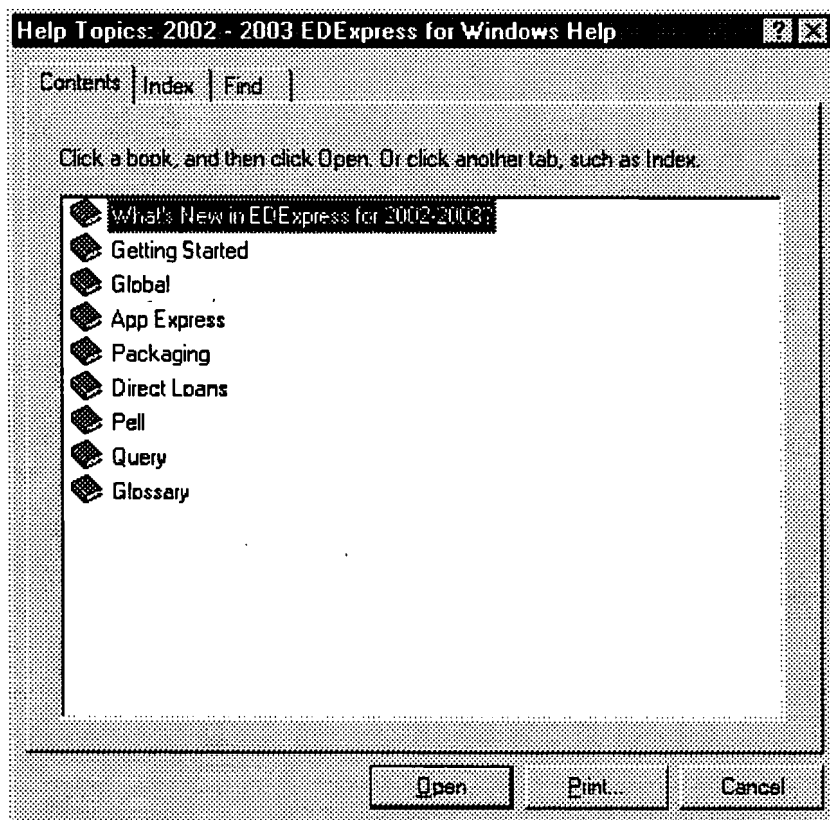 Help Topics: 2002 - 2003 EDExpress for Windows Help
Contents Index Find
Click a book, and then click Open. Or click another tab, such as Index.
What's New in EDExpress for 2002-2003?
Getting Started
Global
App Express
Packaging
Direct Loans
Pell
Query
Glossary
Open Print... Cancel